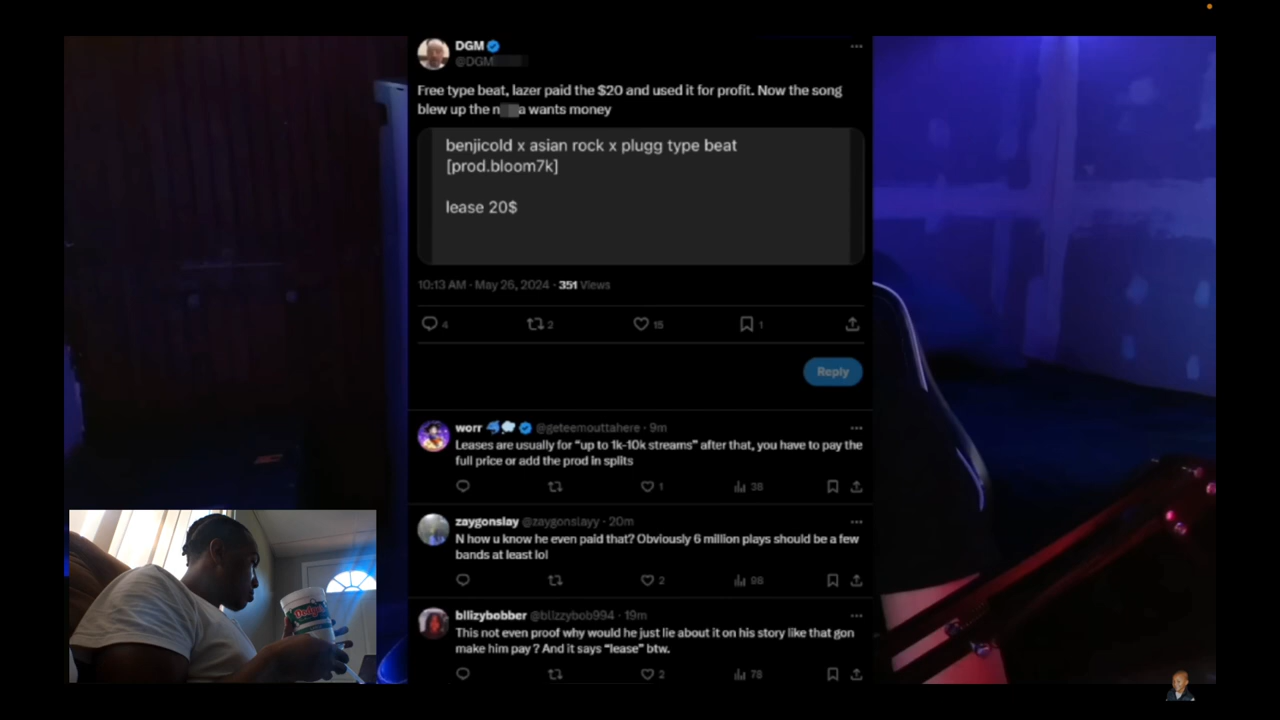 DGM
@DGM
Free type beat, lazer paid the $20 and used it for profit. Now the song
blew up the n a wants money
benjicold x asian rock x plugg type beat
[prod.bloom7k]
lease 20$
10:13 AM · May 26, 2024 · 351 Views
4 2 15 1
Reply
worr @geteemouttahere · 9m
Leases are usually for “up to 1k-10k streams” after that, you have to pay the
full price or add the prod in splits
1 38
zaygonslay @zaygonslayy · 20m
N how u know he even paid that? Obviously 6 million plays should be a few
bands at least lol
2 98
blizybobber @blizzybob994 · 19m
This not even proof why would he just lie about it on his story like that gon
make him pay? And it says “lease” btw.
2 78